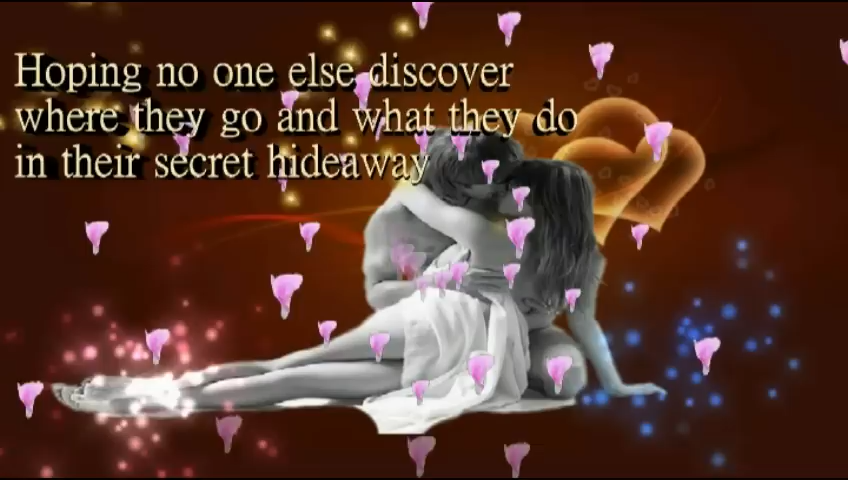 Hoping no one else discover
where they go and what they do
in their secret hideaway